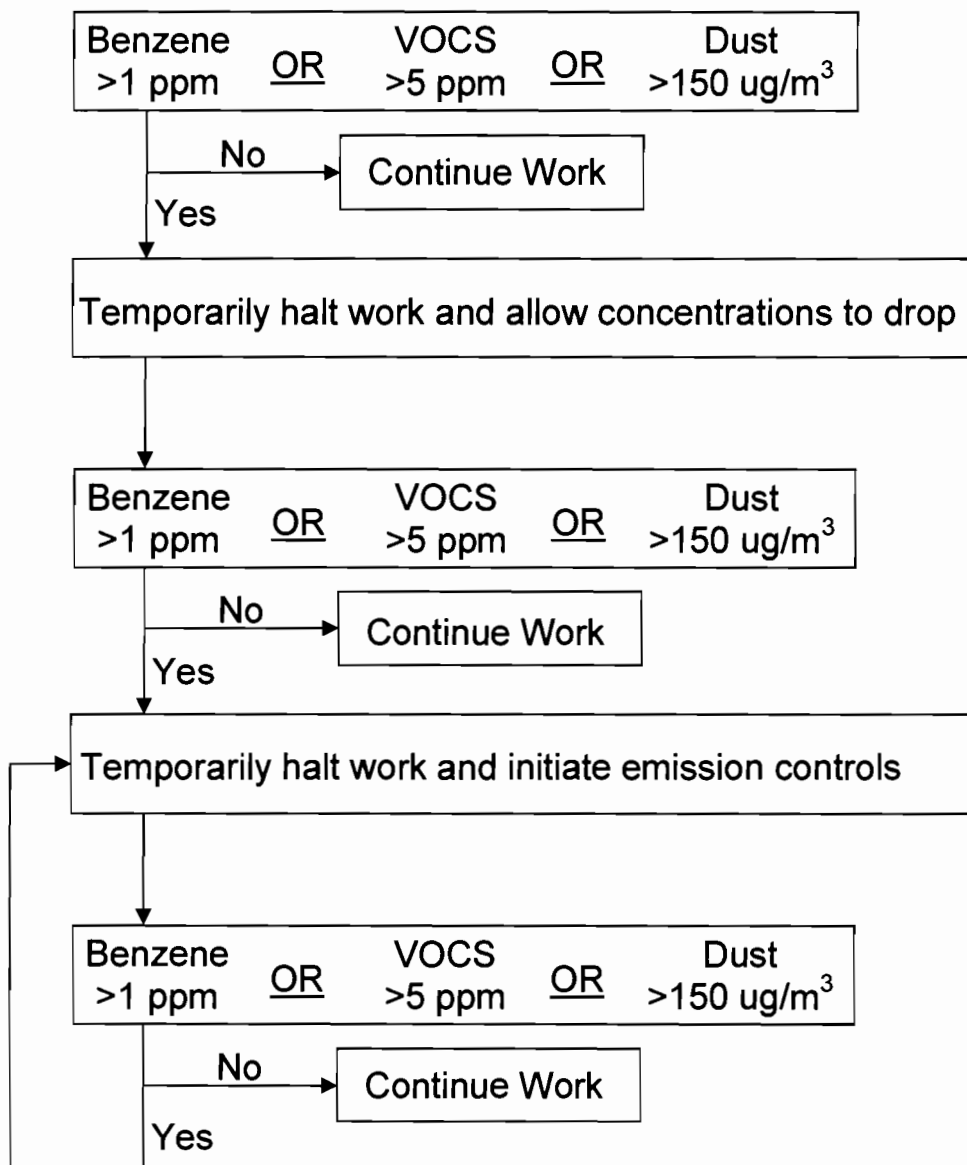 Benzene OR VOCS OR Dust
>1 ppm >5 ppm >150 ug/m³
No
Continue Work
Yes
Temporarily halt work and allow concentrations to drop
Benzene OR VOCS OR Dust
>1 ppm >5 ppm >150 ug/m³
No
Continue Work
Yes
Temporarily halt work and initiate emission controls
Benzene OR VOCS OR Dust
>1 ppm >5 ppm >150 ug/m³
No
Continue Work
Yes